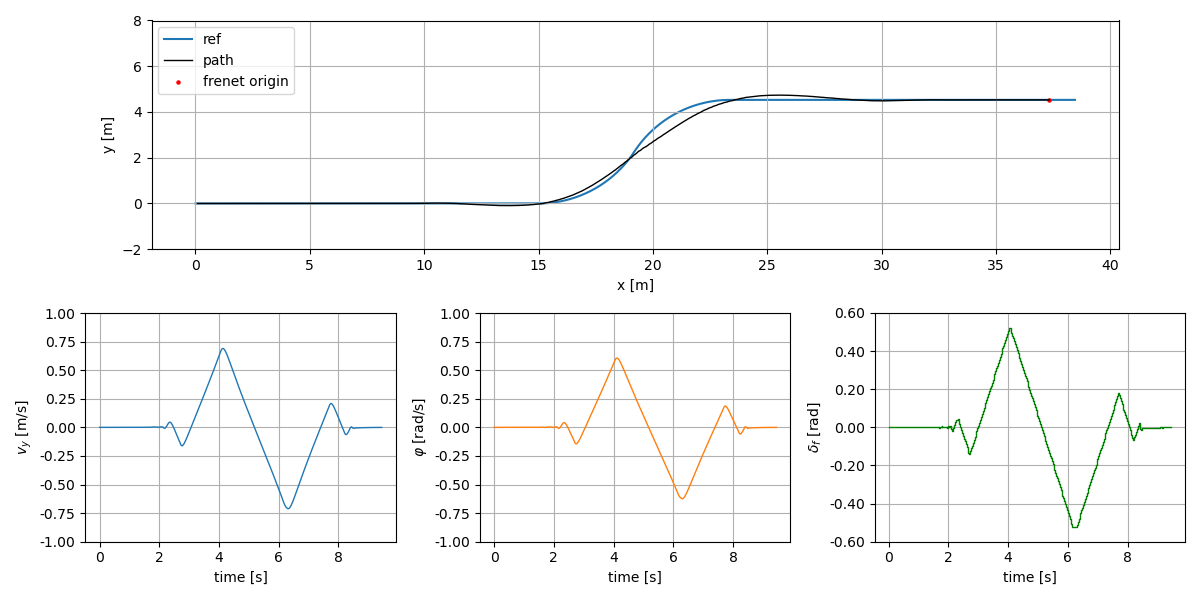 8
6
4
2
0
−2
y [m]
ref
path
frenet origin
0 5 10 15 20 25 30 35 40
x [m]
1.00
0.75
0.50
0.25
0.00
-0.25
-0.50
-0.75
-1.00
v_y [m/s]
0 2 4 6 8
time [s]
1.00
0.75
0.50
0.25
0.00
-0.25
-0.50
-0.75
-1.00
φ [rad/s]
0 2 4 6 8
time [s]
0.60
0.40
0.20
0.00
-0.20
-0.40
-0.60
δ_f [rad]
0 2 4 6 8
time [s]